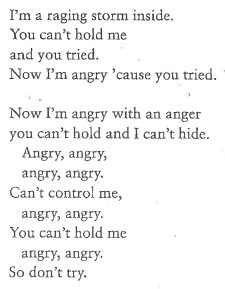 I'm a raging storm inside.
You can't hold me
and you tried.
Now I'm angry 'cause you tried.

Now I'm angry with an anger
you can't hold and I can't hide.
Angry, angry,
angry, angry.
Can't control me,
angry, angry.
You can't hold me
angry, angry.
So don't try.